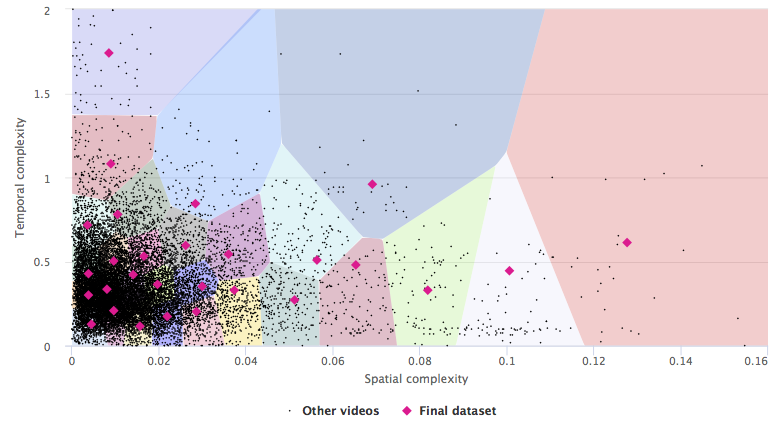 2
1.5
1
0.5
0
0 0.02 0.04 0.06 0.08 0.1 0.12 0.14 0.16
Temporal complexity
Spatial complexity
Other videos Final dataset